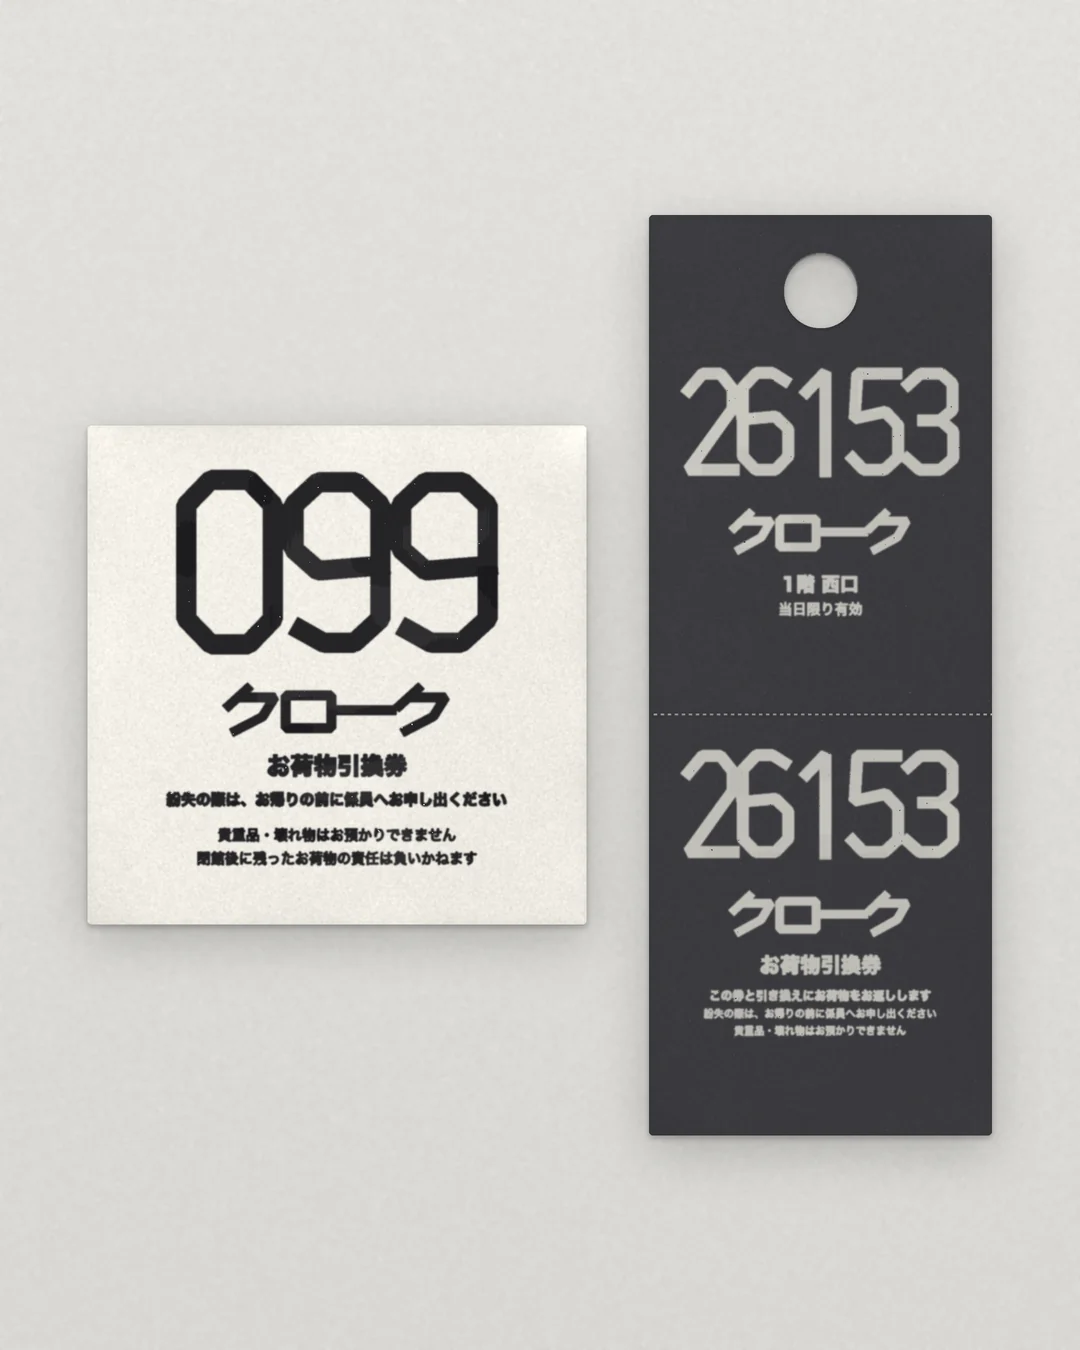 099
クローク
お荷物引換券
紛失の際は、お帰りの前に係員へお申し出ください
貴重品・壊れ物はお預かりできません
閉館後に残ったお荷物の責任は負いかねます
26153
クローク
1階 西口
当日限り有効
26153
クローク
お荷物引換券
この券と引き換えにお荷物をお返しします
紛失の際は、お帰りの前に係員へお申し出ください
貴重品・壊れ物はお預かりできません